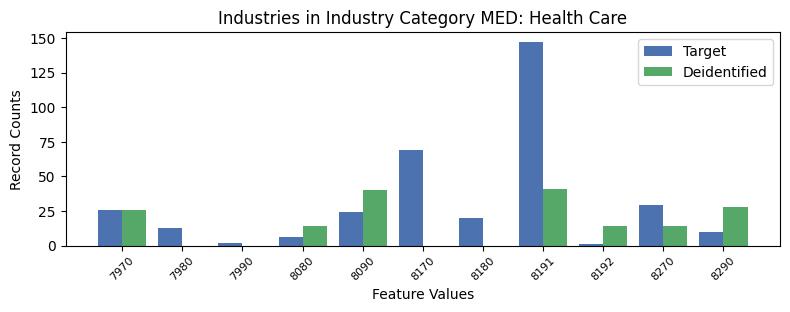 Industries in Industry Category MED: Health Care
Target
Deidentified
Record Counts
150
125
100
75
50
25
0
7970 7980 7990 8080 8090 8170 8180 8191 8192 8270 8290
Feature Values